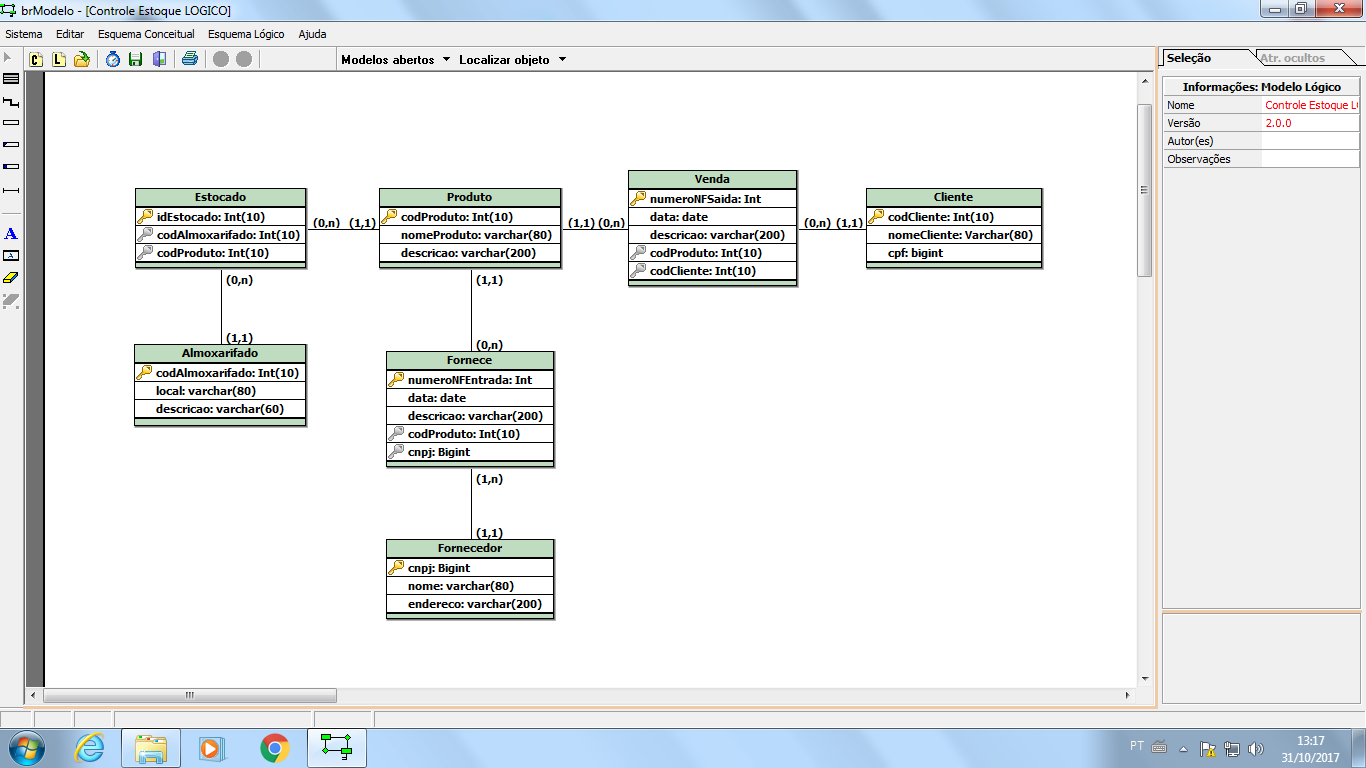 brModelo - [Controle Estoque LOGICO]
Sistema Editar Esquema Conceitual Esquema Lógico Ajuda
C L Modelos abertos Localizar objeto
Seleção Atr. ocultos
Informações: Modelo Lógico
Nome Controle Estoque L
Versão 2.0.0
Autor(es)
Observações
A
A
Estocado
idEstocado: Int(10)
codAlmoxarifado: Int(10)
codProduto: Int(10)
(0,n) (1,1)
Produto
codProduto: Int(10)
nomeProduto: varchar(80)
descricao: varchar(200)
(1,1) (0,n)
Venda
numeroNFSaida: Int
data: date
descricao: varchar(200)
codProduto: Int(10)
codCliente: Int(10)
(0,n) (1,1)
Cliente
codCliente: Int(10)
nomeCliente: Varchar(80)
cpf: bigint
(0,n)
(1,1)
Almoxarifado
codAlmoxarifado: Int(10)
local: varchar(80)
descricao: varchar(60)
(1,1)
(0,n)
Fornece
numeroNFEntrada: Int
data: date
descricao: varchar(200)
codProduto: Int(10)
cnpj: Bigint
(1,n)
(1,1)
Fornecedor
cnpj: Bigint
nome: varchar(80)
endereco: varchar(200)
PT
13:17
31/10/2017